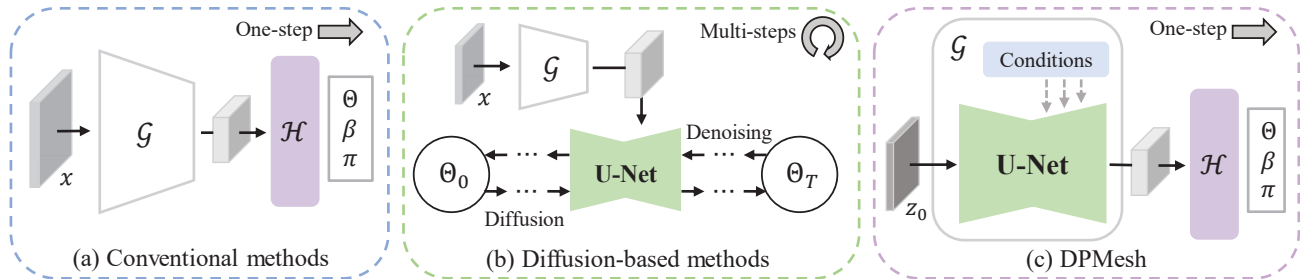 One-step
x
𝒢
ℋ
Θ
β
π
(a) Conventional methods
Multi-steps
x
𝒢
Denoising
Θ₀
...
...
U-Net
...
...
Θ_T
Diffusion
(b) Diffusion-based methods
One-step
𝒢
Conditions
z₀
U-Net
ℋ
Θ
β
π
(c) DPMesh